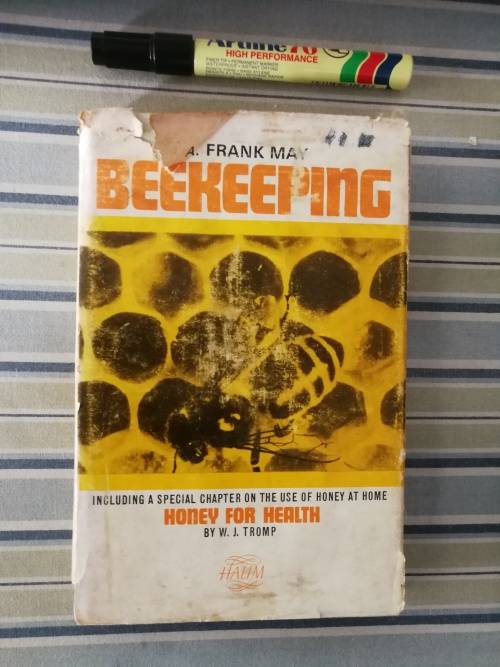 Artline 70
HIGH PERFORMANCE
A. FRANK MAY
BEEKEEPING
INCLUDING A SPECIAL CHAPTER ON THE USE OF HONEY AT HOME
HONEY FOR HEALTH
BY W. J. TROMP
HAUM